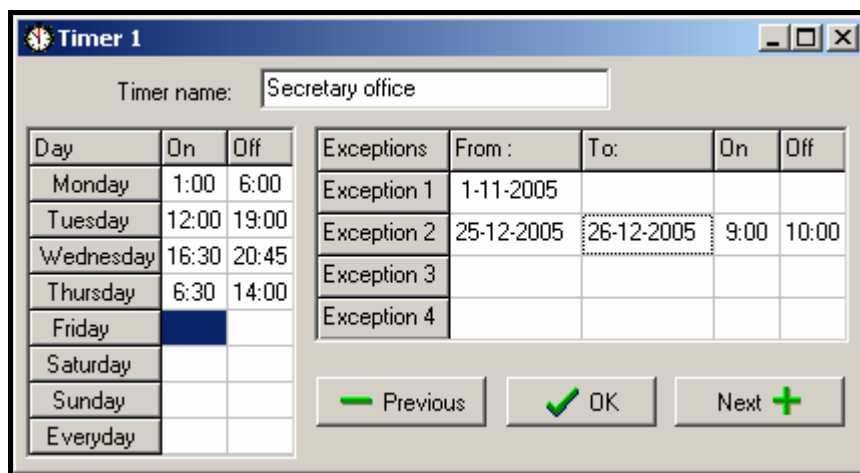 Timer 1
Timer name: Secretary office
Day On Off
Monday 1:00 6:00
Tuesday 12:00 19:00
Wednesday 16:30 20:45
Thursday 6:30 14:00
Friday
Saturday
Sunday
Everyday
Exceptions From : To: On Off
Exception 1 1-11-2005
Exception 2 25-12-2005 26-12-2005 9:00 10:00
Exception 3
Exception 4
Previous OK Next